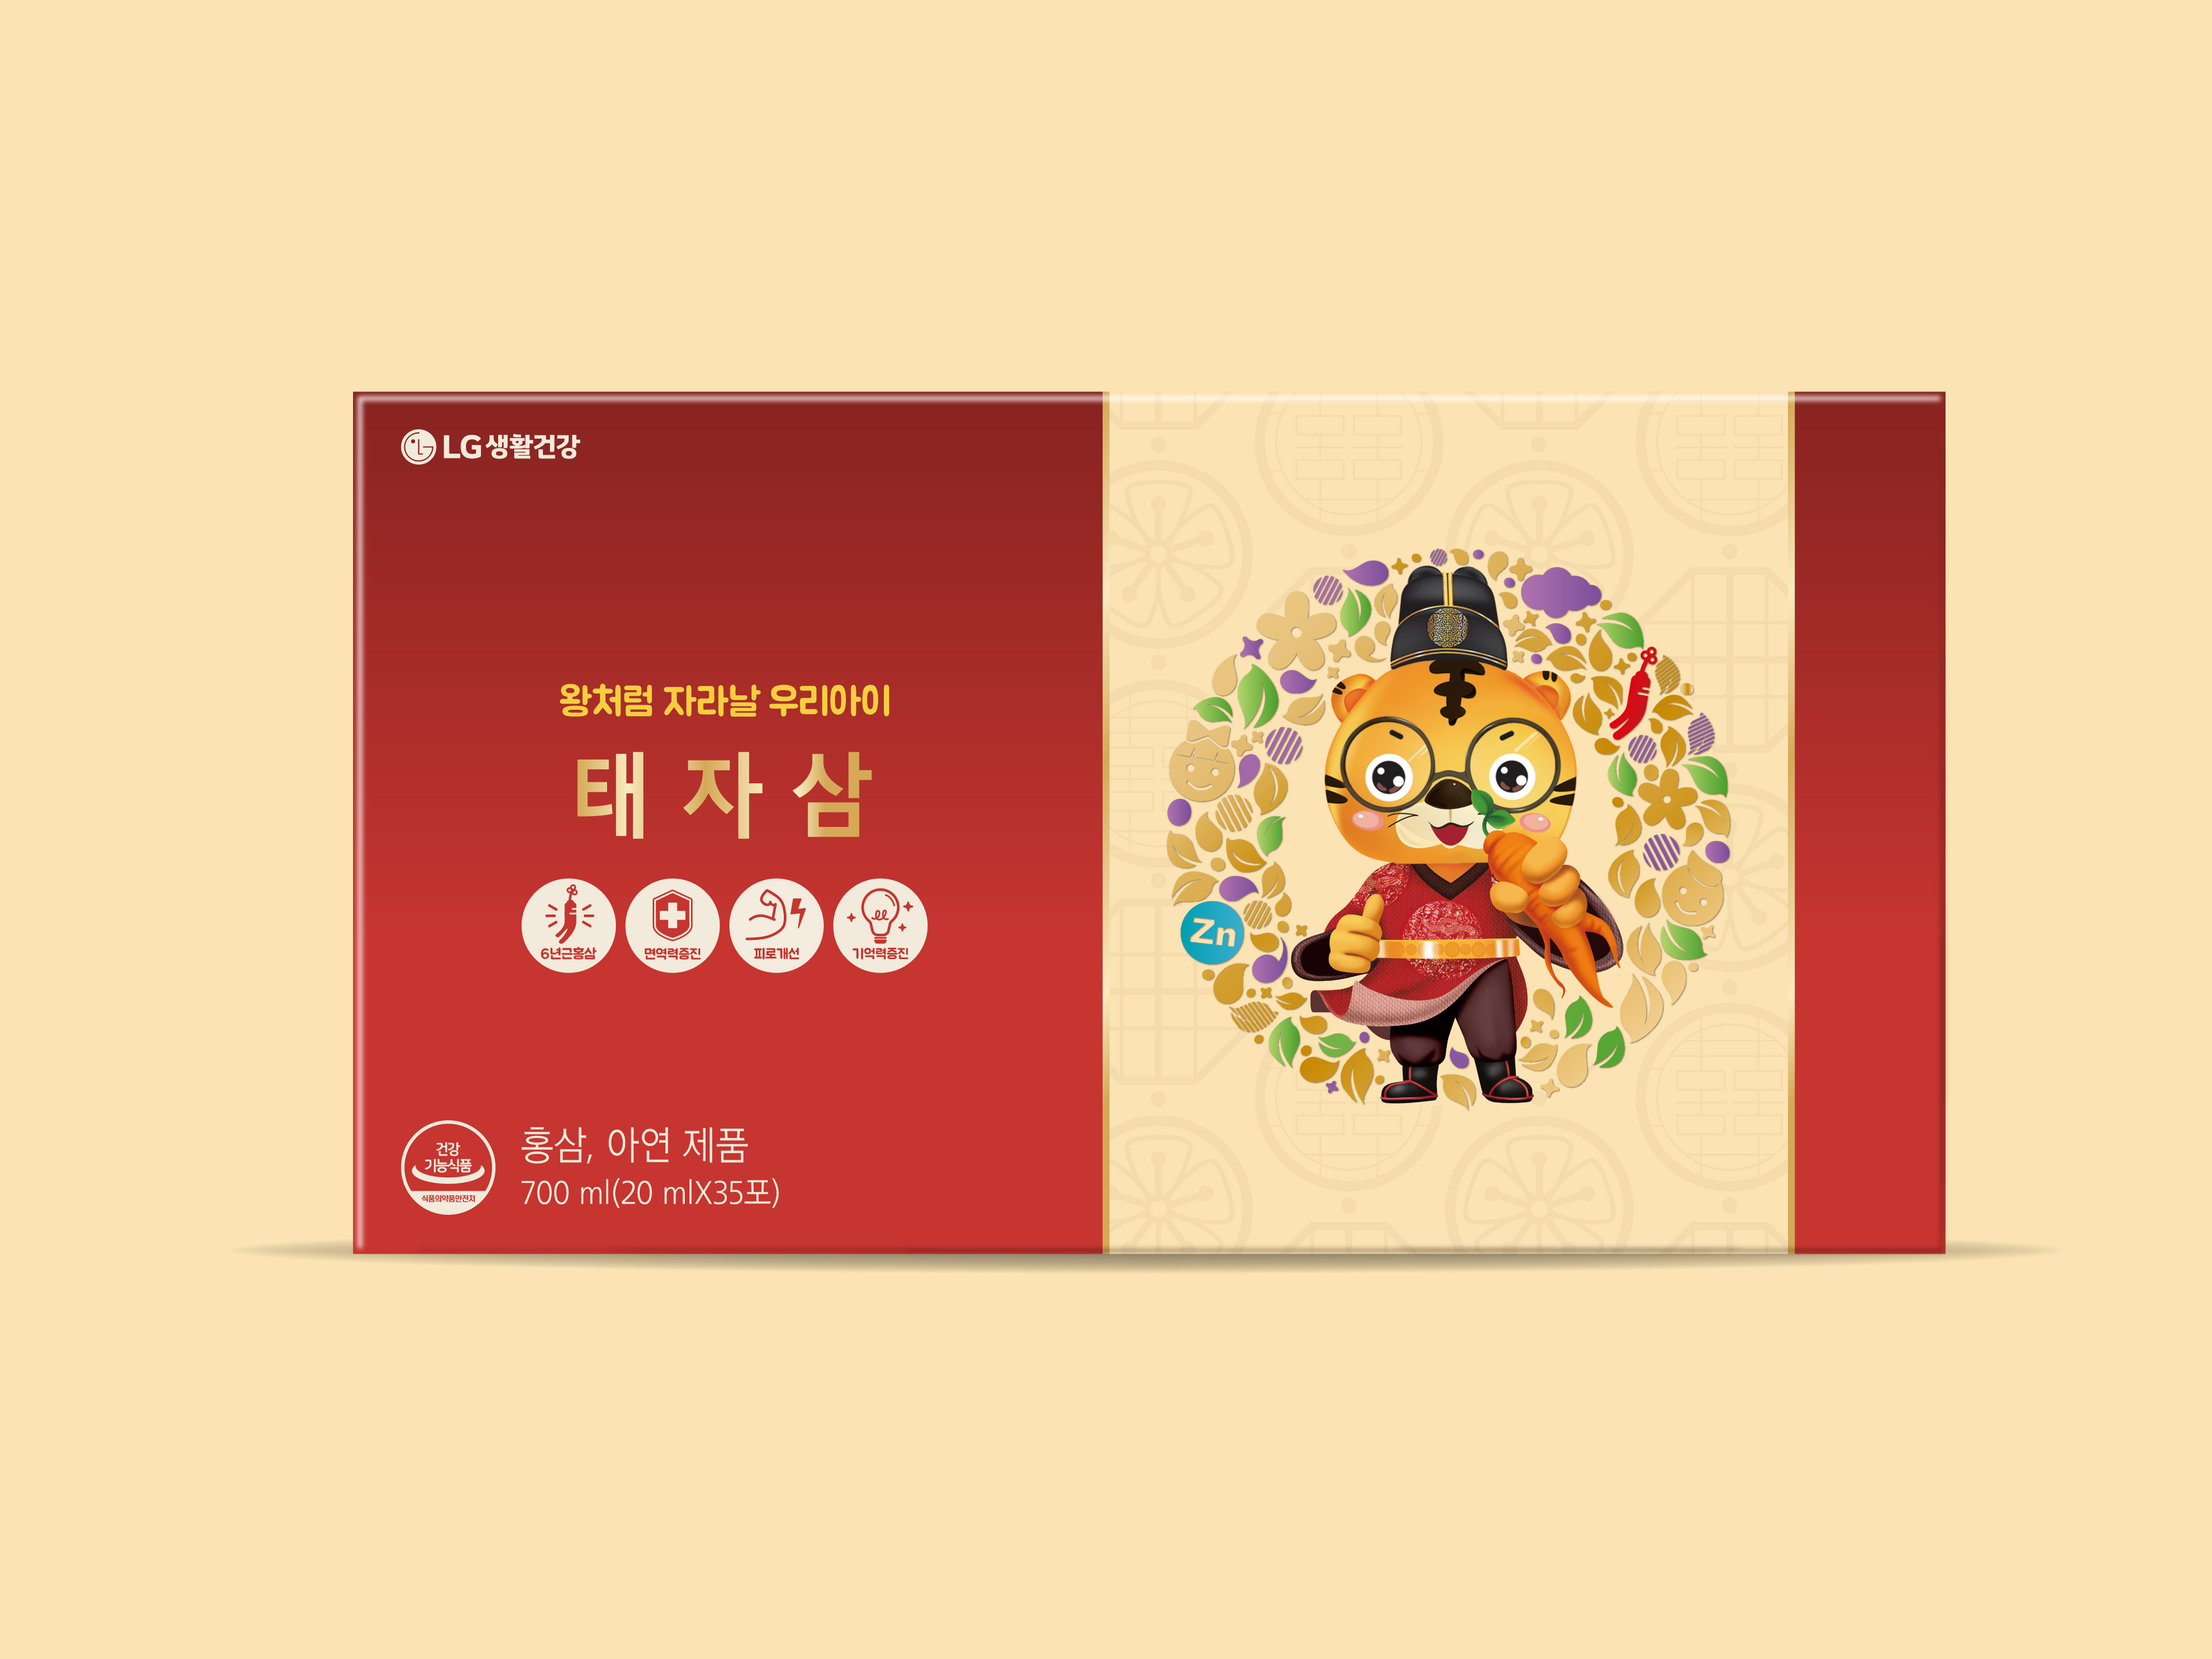 LG생활건강
왕처럼 자라날 우리아이
태자삼
6년근홍삼
면역력증진
피로개선
기억력증진
건강
기능식품
식품의약품안전처
홍삼, 아연 제품
700 ml(20 mlX35포)
Zn